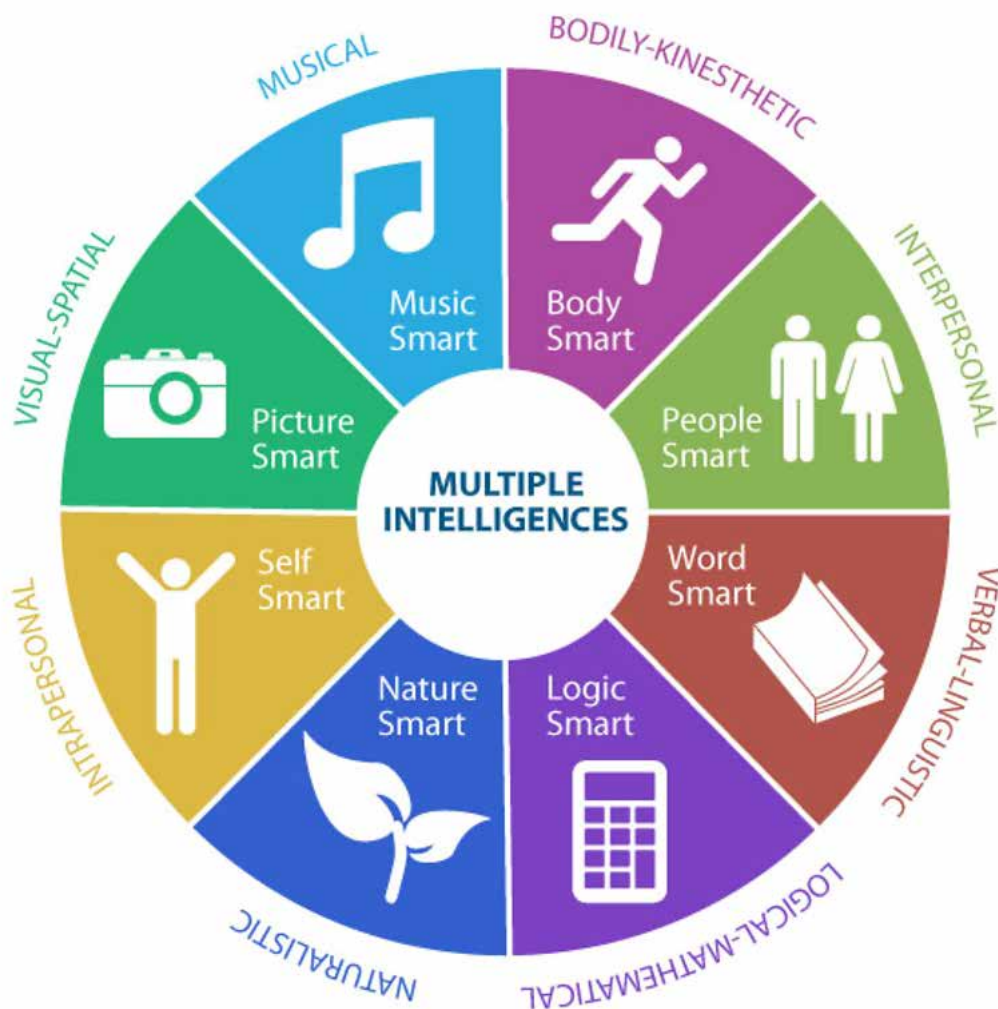 MUSICAL
BODILY-KINESTHETIC
INTERPERSONAL
VERBAL-LINGUISTIC
LOGICAL-MATHEMATICAL
NATURALISTIC
INTRAPERSONAL
VISUAL-SPATIAL
Music
Smart
Body
Smart
People
Smart
Word
Smart
Logic
Smart
Nature
Smart
Self
Smart
Picture
Smart
MULTIPLE
INTELLIGENCES